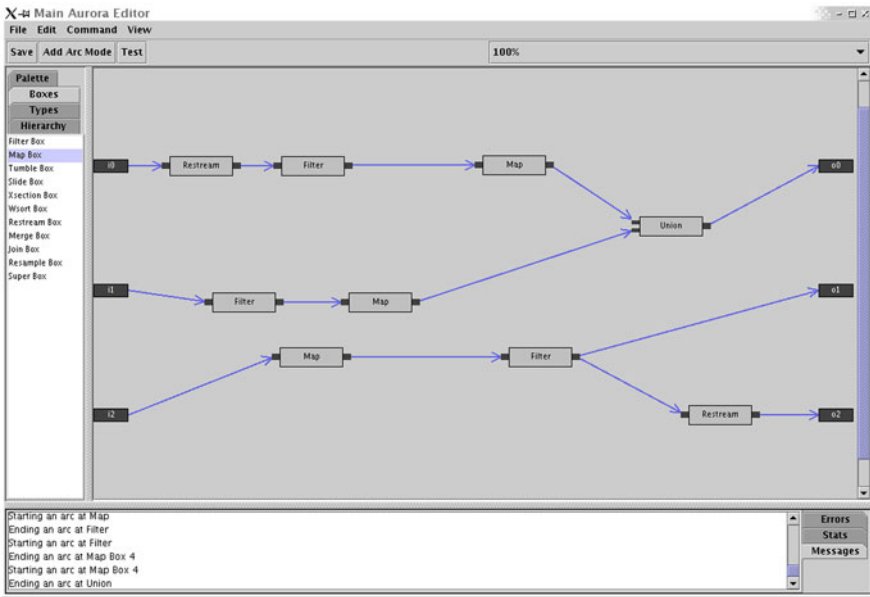 Main Aurora Editor
File Edit Command View
Save Add Arc Mode Test 100%
Palette
Boxes
Types
Hierarchy
Filter Box
Map Box
Tumble Box
Slide Box
Xsection Box
Wsort Box
Restream Box
Merge Box
Join Box
Resample Box
Super Box
i0 Restream Filter Map o0
Union
i1 Filter Map o1
Map Filter
i2 Restream o2
Starting an arc at Map
Ending an arc at Filter
Starting an arc at Filter
Ending an arc at Map Box 4
Starting an arc at Map Box 4
Ending an arc at Union
Errors
Stats
Messages